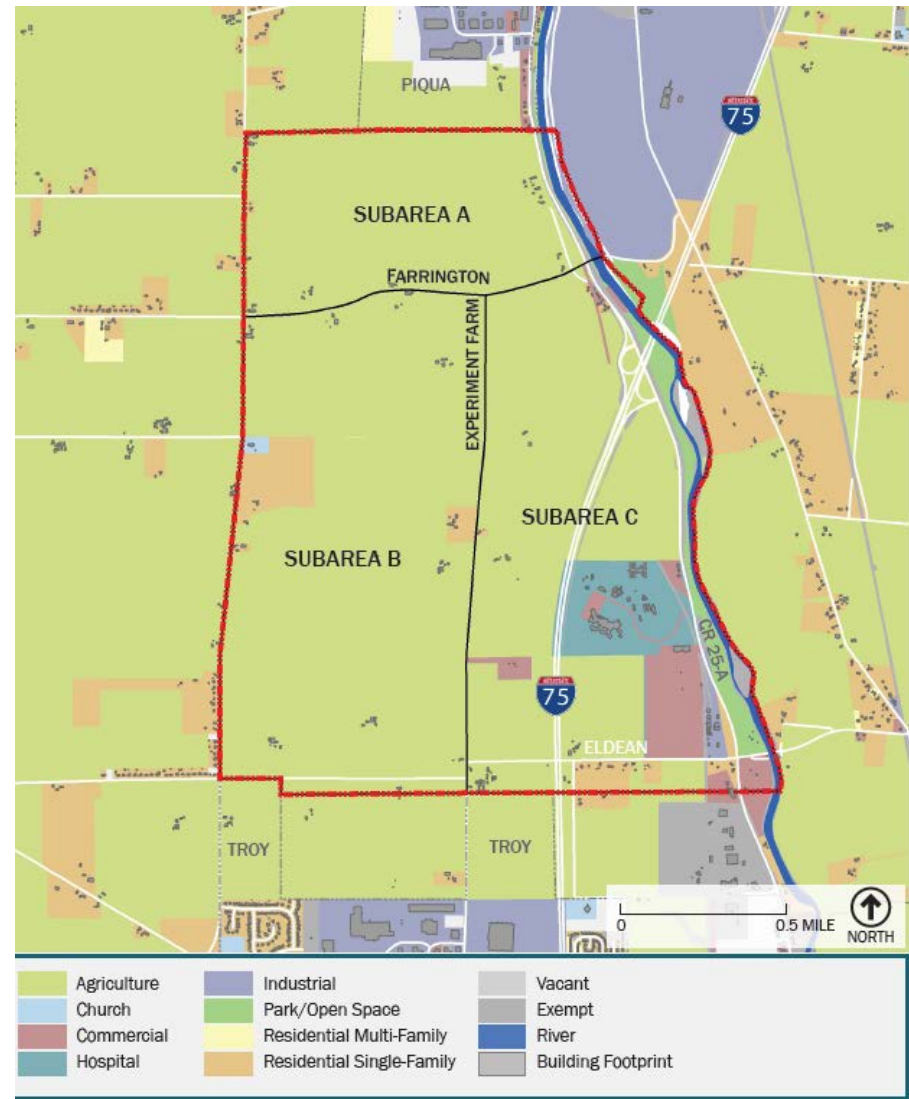 PIQUA
INTERSTATE
75
SUBAREA A
FARRINGTON
EXPERIMENT FARM
SUBAREA C
SUBAREA B
CR 25-A
INTERSTATE
75
ELDEAN
TROY
TROY
0
0.5 MILE
NORTH
Agriculture
Church
Commercial
Hospital
Industrial
Park/Open Space
Residential Multi-Family
Residential Single-Family
Vacant
Exempt
River
Building Footprint